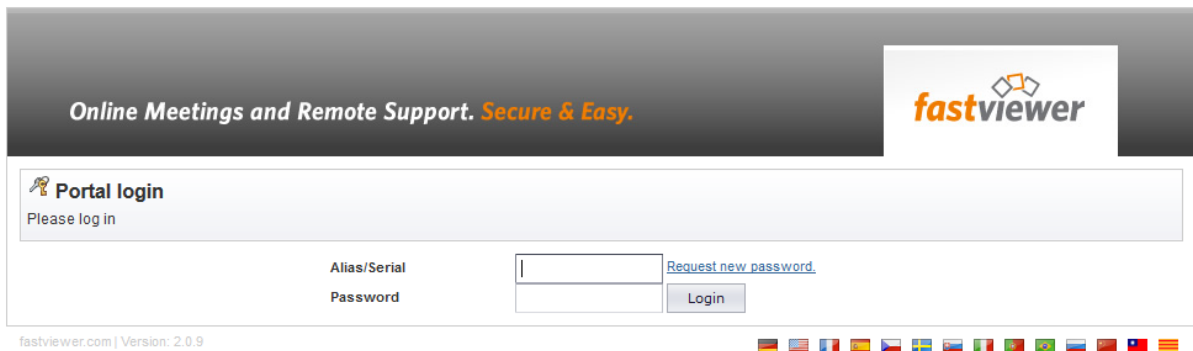 Online Meetings and Remote Support. Secure & Easy.
fastviewer
Portal login
Please log in
Alias/Serial
Request new password.
Password
Login
fastviewer.com | Version: 2.0.9